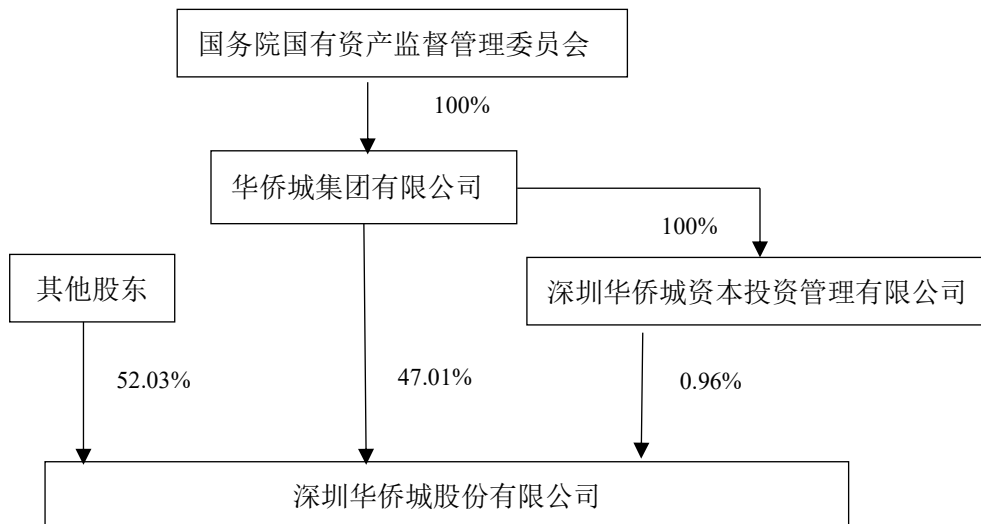 国务院国有资产监督管理委员会
100%
华侨城集团有限公司
100%
其他股东
深圳华侨城资本投资管理有限公司
52.03%
47.01%
0.96%
深圳华侨城股份有限公司